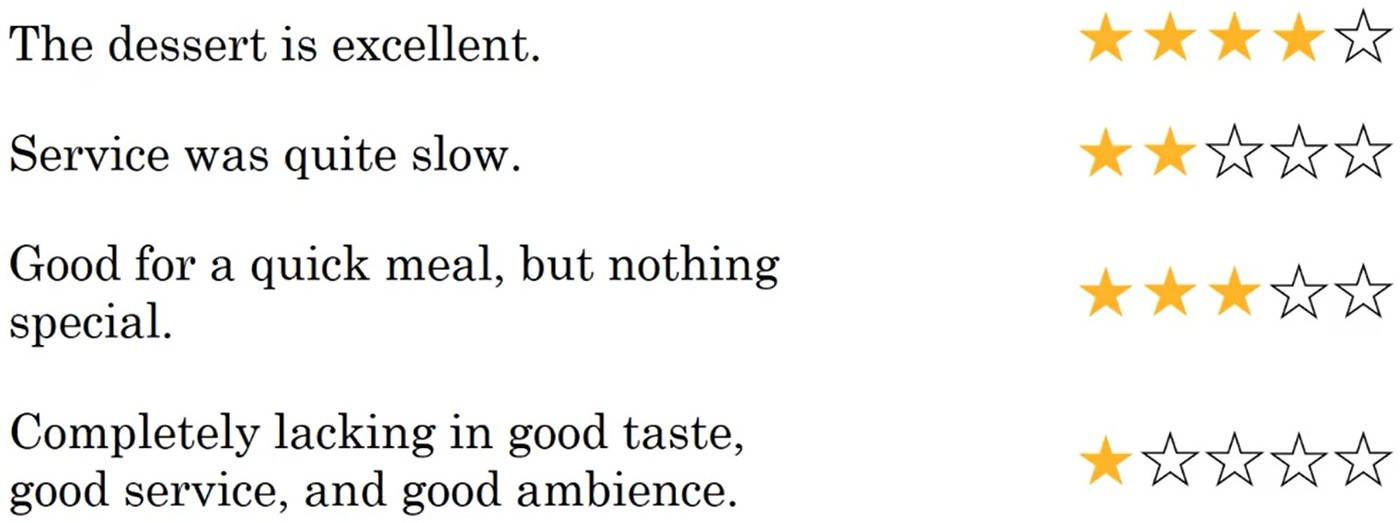 The dessert is excellent.
Service was quite slow.
Good for a quick meal, but nothing
special.
Completely lacking in good taste,
good service, and good ambience.